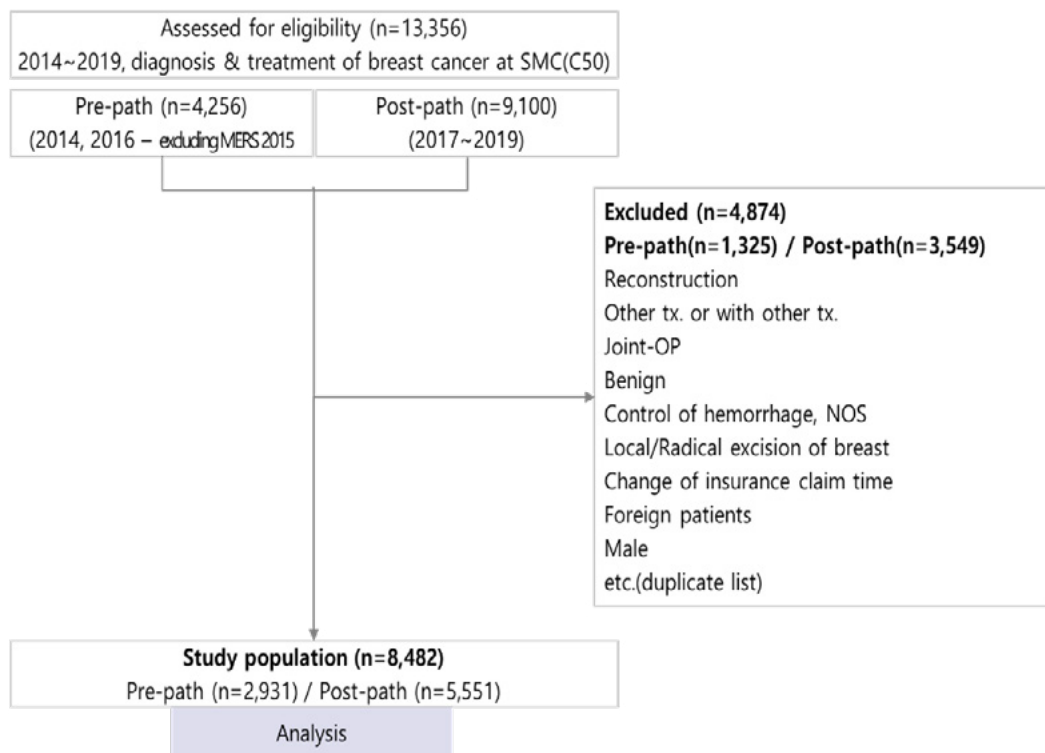 Assessed for eligibility (n=13,356)
2014~2019, diagnosis & treatment of breast cancer at SMC(C50)
Pre-path (n=4,256)
(2014, 2016 – excluding MERS 2015
Post-path (n=9,100)
(2017~2019)
Excluded (n=4,874)
Pre-path(n=1,325) / Post-path(n=3,549)
Reconstruction
Other tx. or with other tx.
Joint-OP
Benign
Control of hemorrhage, NOS
Local/Radical excision of breast
Change of insurance claim time
Foreign patients
Male
etc.(duplicate list)
Study population (n=8,482)
Pre-path (n=2,931) / Post-path (n=5,551)
Analysis